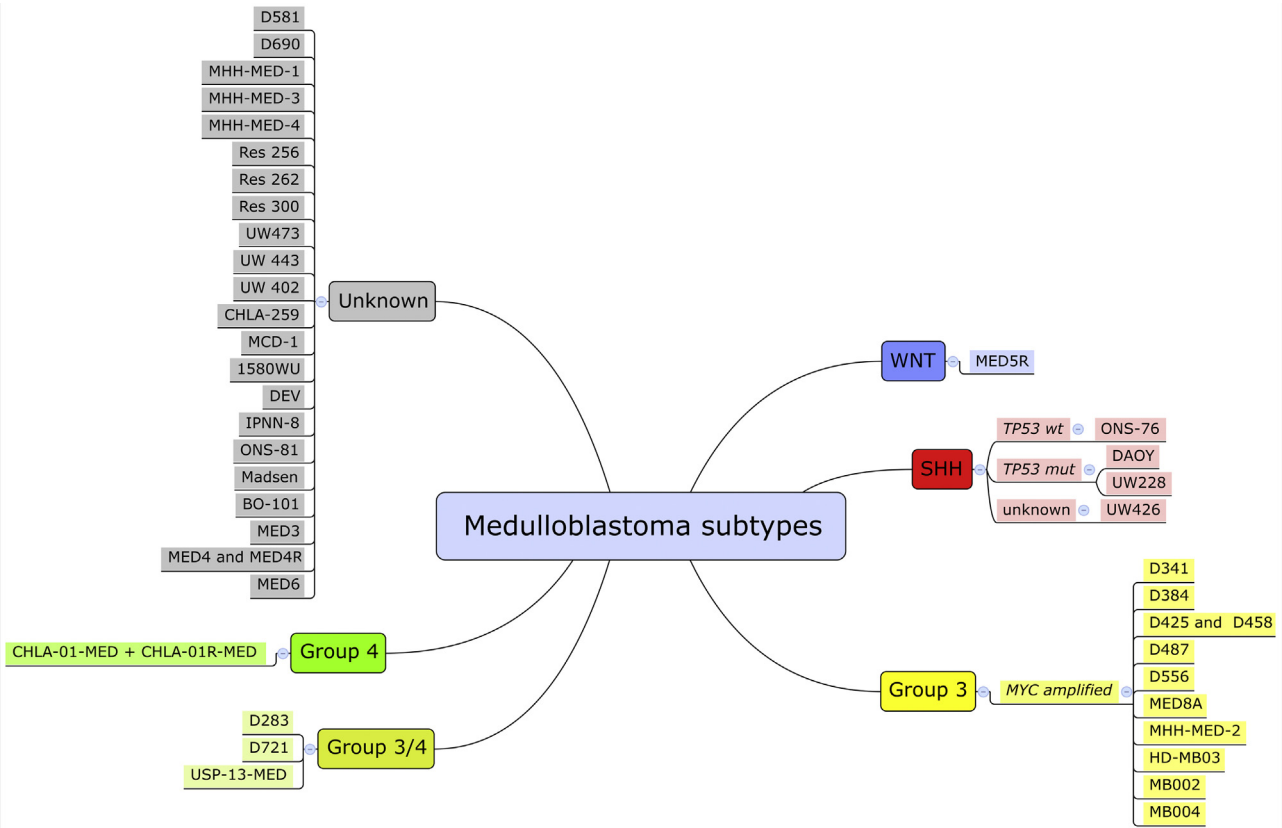 D581
D690
MHH-MED-1
MHH-MED-3
MHH-MED-4
Res 256
Res 262
Res 300
UW473
UW 443
UW 402
CHLA-259
MCD-1
1580WU
DEV
IPNN-8
ONS-81
Madsen
BO-101
MED3
MED4 and MED4R
MED6
Unknown
CHLA-01-MED + CHLA-01R-MED
Group 4
D283
D721
USP-13-MED
Group 3/4
Medulloblastoma subtypes
WNT
MED5R
SHH
TP53 wt
ONS-76
TP53 mut
DAOY
UW228
unknown
UW426
Group 3
MYC amplified
D341
D384
D425 and  D458
D487
D556
MED8A
MHH-MED-2
HD-MB03
MB002
MB004